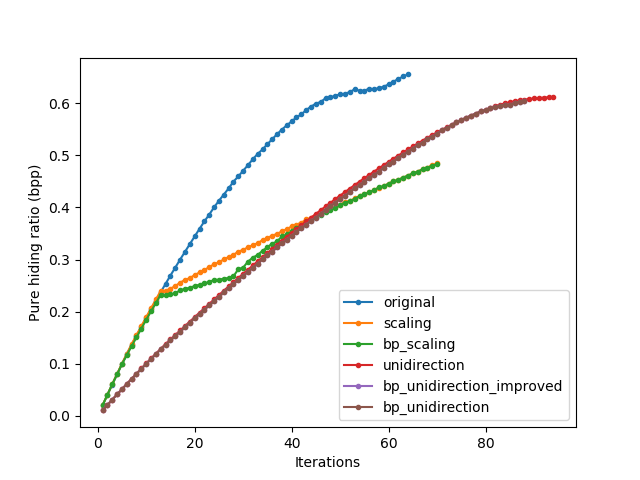 Pure hiding ratio (bpp)
0.6
0.5
0.4
0.3
0.2
0.1
0.0
original
scaling
bp_scaling
unidirection
bp_unidirection_improved
bp_unidirection
0 20 40 60 80
Iterations